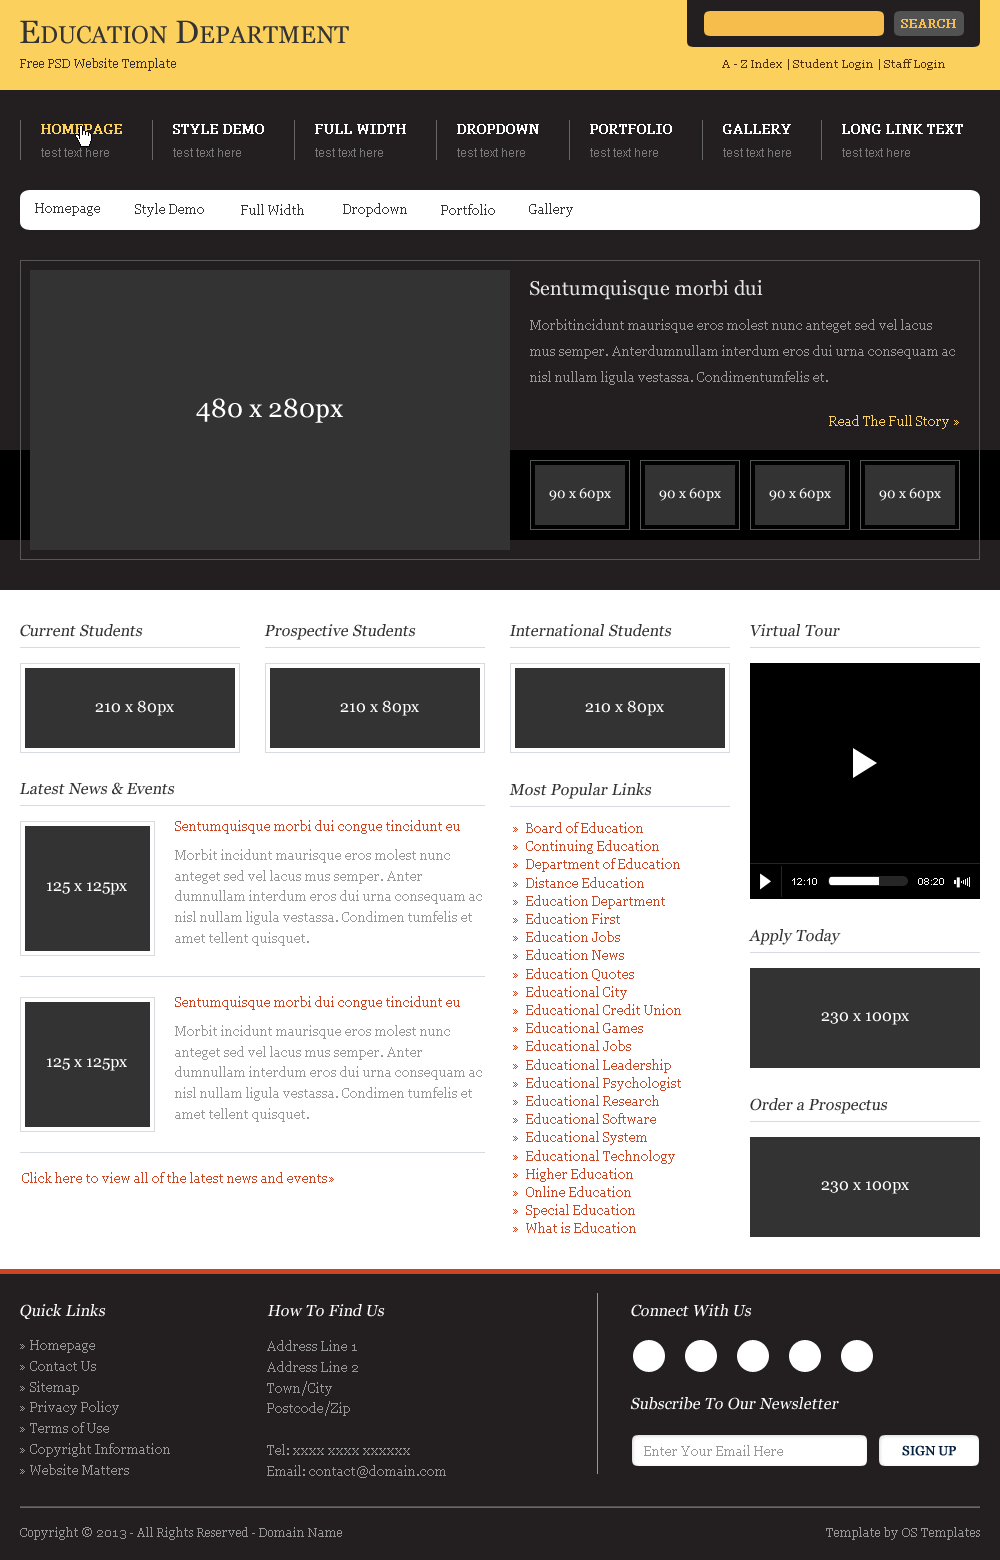 Education Department
SEARCH
Free PSD Website Template
A - Z Index | Student Login | Staff Login
HOMEPAGE STYLE DEMO FULL WIDTH DROPDOWN PORTFOLIO GALLERY LONG LINK TEXT
test text here test text here test text here test text here test text here test text here test text here
Homepage Style Demo Full Width Dropdown Portfolio Gallery
480 x 280px
Sentumquisque morbi dui
Morbitincidunt maurisque eros molest nunc anteget sed vel lacus
mus semper. Anterdumnullam interdum eros dui urna consequam ac
nisl nullam ligula vestassa. Condimentumfelis et.
Read The Full Story »
90 x 60px 90 x 60px 90 x 60px 90 x 60px
Current Students
210 x 80px
Prospective Students
210 x 80px
International Students
210 x 80px
Latest News & Events
125 x 125px
Sentumquisque morbi dui congue tincidunt eu
Morbit incidunt maurisque eros molest nunc
anteget sed vel lacus mus semper. Anter
dumnullam interdum eros dui urna consequam ac
nisl nullam ligula vestassa. Condimen tumfelis et
amet tellent quisquet.
125 x 125px
Sentumquisque morbi dui congue tincidunt eu
Morbit incidunt maurisque eros molest nunc
anteget sed vel lacus mus semper. Anter
dumnullam interdum eros dui urna consequam ac
nisl nullam ligula vestassa. Condimen tumfelis et
amet tellent quisquet.
Click here to view all of the latest news and events»
Most Popular Links
» Board of Education
» Continuing Education
» Department of Education
» Distance Education
» Education Department
» Education First
» Education Jobs
» Education News
» Education Quotes
» Educational City
» Educational Credit Union
» Educational Games
» Educational Jobs
» Educational Leadership
» Educational Psychologist
» Educational Research
» Educational Software
» Educational System
» Educational Technology
» Higher Education
» Online Education
» Special Education
» What is Education
Virtual Tour
12:10 08:20
Apply Today
230 x 100px
Order a Prospectus
230 x 100px
Quick Links
» Homepage
» Contact Us
» Sitemap
» Privacy Policy
» Terms of Use
» Copyright Information
» Website Matters
How To Find Us
Address Line 1
Address Line 2
Town/City
Postcode/Zip
Tel: xxxx xxxx xxxxxx
Email: contact@domain.com
Connect With Us
Subscribe To Our Newsletter
Enter Your Email Here SIGN UP
Copyright © 2013 - All Rights Reserved - Domain Name
Template by OS Templates